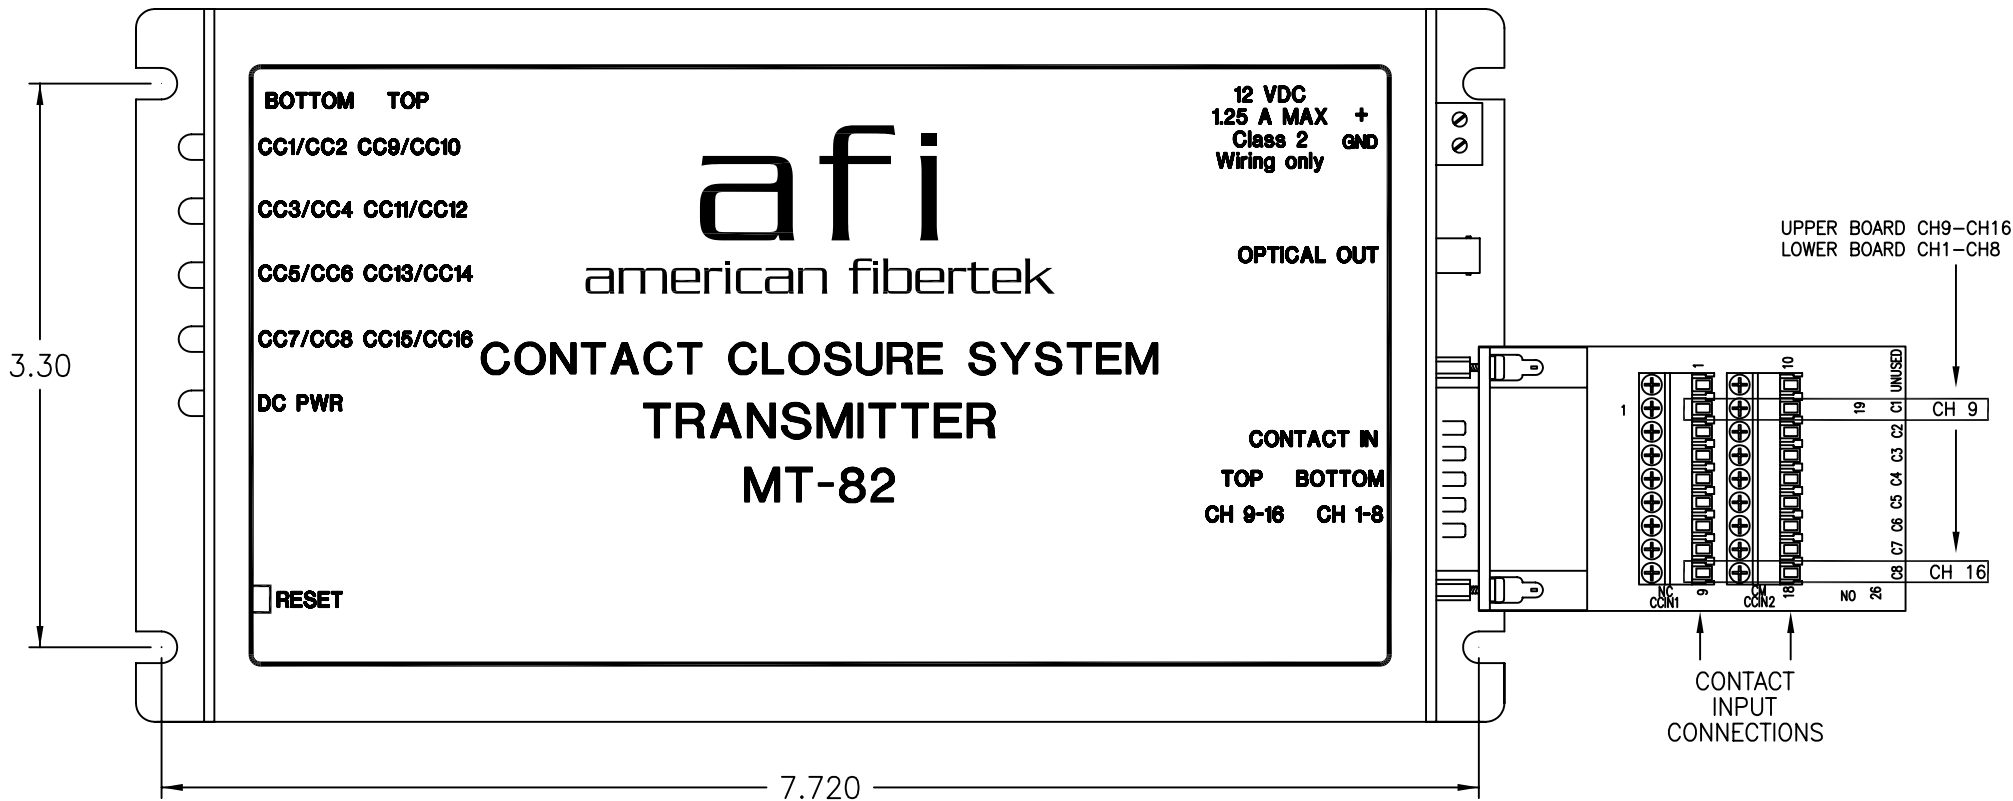 BOTTOM TOP
CC1/CC2 CC9/CC10
CC3/CC4 CC11/CC12
CC5/CC6 CC13/CC14
CC7/CC8 CC15/CC16
DC PWR
RESET
afi
american fibertek
CONTACT CLOSURE SYSTEM
TRANSMITTER
MT-82
12 VDC
1.25 A MAX +
Class 2 GND
Wiring only
OPTICAL OUT
CONTACT IN
TOP BOTTOM
CH 9-16 CH 1-8
3.30
7.720
UPPER BOARD CH9-CH16
LOWER BOARD CH1-CH8
1
1
10
UNUSED
19
C1
CH 9
C2
C3
C4
C5
C6
C7
C8
CH 16
NC
CCIN1
9
CM
CCIN2
18
NO
26
CONTACT
INPUT
CONNECTIONS